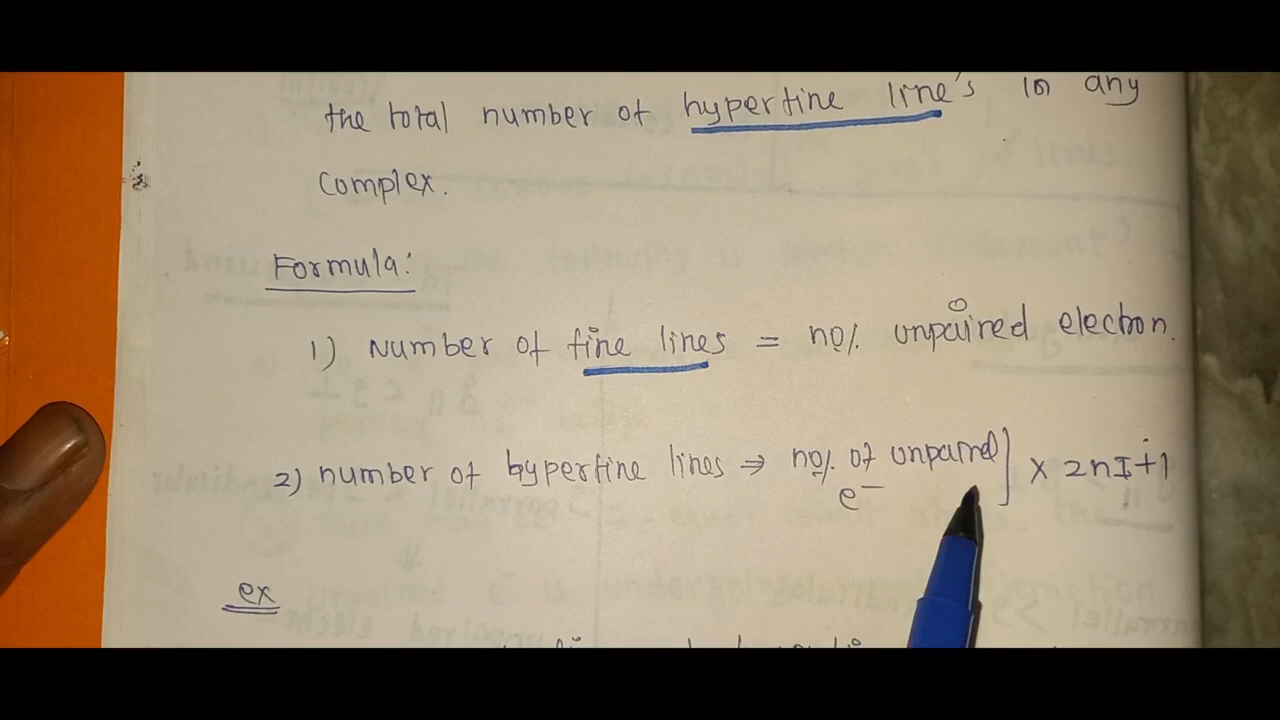 the total number of hyperfine line's in any
complex.
Formula:
1) Number of fine lines = no/. unpaired electron.
2) number of hyperfine lines ⇒ no/. of unpaired] × 2nI+1
e⁻
ex